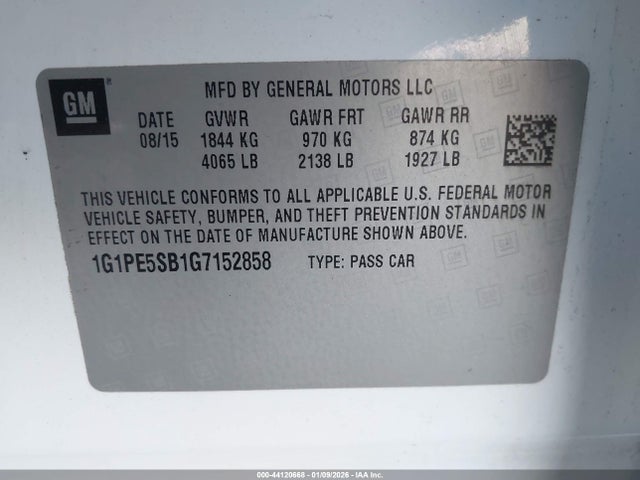 GM
MFD BY GENERAL MOTORS LLC
DATE GVWR GAWR FRT GAWR RR
08/15 1844 KG 970 KG 874 KG
4065 LB 2138 LB 1927 LB
THIS VEHICLE CONFORMS TO ALL APPLICABLE U.S. FEDERAL MOTOR
VEHICLE SAFETY, BUMPER, AND THEFT PREVENTION STANDARDS IN
EFFECT ON THE DATE OF MANUFACTURE SHOWN ABOVE.
1G1PE5SB1G7152858 TYPE: PASS CAR
000-44120668 - 01/09/2026 - IAA Inc.